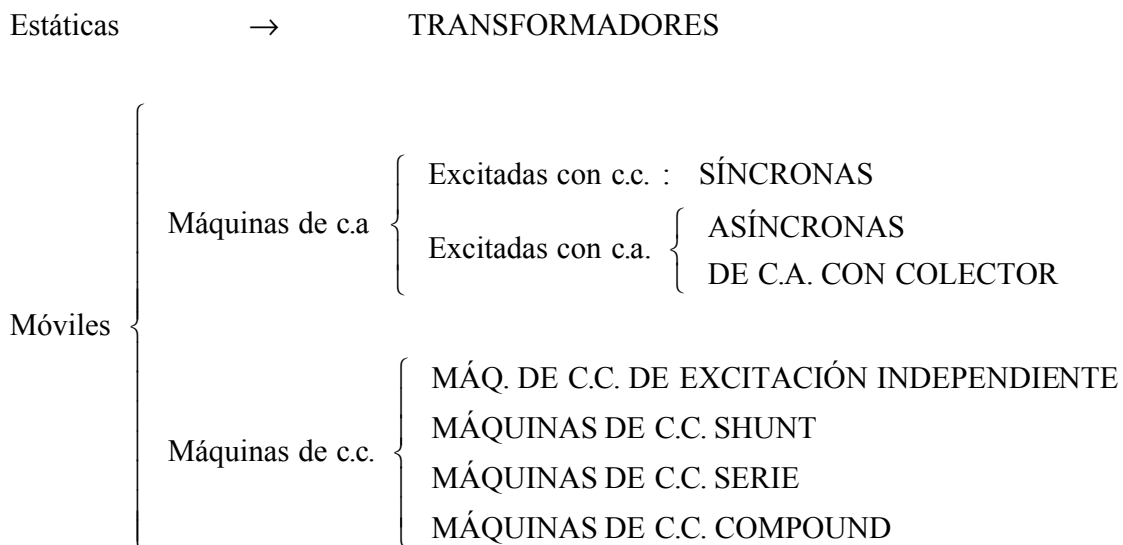 Estáticas → TRANSFORMADORES
Excitadas con c.c. : SÍNCRONAS
Máquinas de c.a
Excitadas con c.a.
ASÍNCRONAS
DE C.A. CON COLECTOR
Móviles
MÁQ. DE C.C. DE EXCITACIÓN INDEPENDIENTE
MÁQUINAS DE C.C. SHUNT
Máquinas de c.c.
MÁQUINAS DE C.C. SERIE
MÁQUINAS DE C.C. COMPOUND